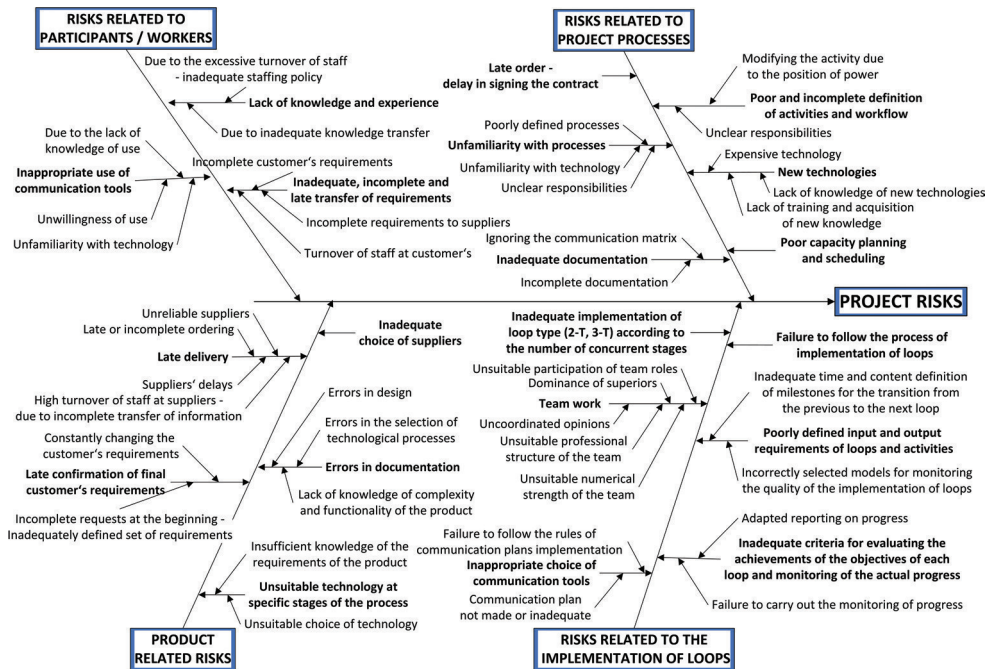 RISKS RELATED TO
PARTICIPANTS / WORKERS
Due to the excessive turnover of staff
- inadequate staffing policy
Lack of knowledge and experience
Due to inadequate knowledge transfer
Due to the lack of
knowledge of use
Inappropriate use of
communication tools
Unwillingness of use
Unfamiliarity with technology
Incomplete customer's requirements
Inadequate, incomplete and
late transfer of requirements
Incomplete requirements to suppliers
Turnover of staff at customer's
RISKS RELATED TO
PROJECT PROCESSES
Late order -
delay in signing the contract
Modifying the activity due
to the position of power
Poor and incomplete definition
of activities and workflow
Unclear responsibilities
Poorly defined processes
Unfamiliarity with processes
Unfamiliarity with technology
Unclear responsibilities
Expensive technology
New technologies
Lack of knowledge of new technologies
Lack of training and acquisition
of new knowledge
Ignoring the communication matrix
Inadequate documentation
Incomplete documentation
Poor capacity planning
and scheduling
PROJECT RISKS
Unreliable suppliers
Late or incomplete ordering
Late delivery
Suppliers' delays
High turnover of staff at suppliers -
due to incomplete transfer of information
Inadequate
choice of suppliers
Errors in design
Errors in the selection of
technological processes
Errors in documentation
Lack of knowledge of complexity
and functionality of the product
Constantly changing the
customer's requirements
Late confirmation of final
customer's requirements
Incomplete requests at the beginning -
Inadequately defined set of requirements
Insufficient knowledge of the
requirements of the product
Unsuitable technology at
specific stages of the process
Unsuitable choice of technology
PRODUCT
RELATED RISKS
Inadequate implementation of
loop type (2-T, 3-T) according to
the number of concurrent stages
Failure to follow the process of
implementation of loops
Unsuitable participation of team roles
Dominance of superiors
Team work
Uncoordinated opinions
Unsuitable professional
structure of the team
Unsuitable numerical
strength of the team
Inadequate time and content definition
of milestones for the transition from
the previous to the next loop
Poorly defined input and output
requirements of loops and activities
Incorrectly selected models for monitoring
the quality of the implementation of loops
Failure to follow the rules of
communication plans implementation
Inappropriate choice of
communication tools
Communication plan
not made or inadequate
Adapted reporting on progress
Inadequate criteria for evaluating the
achievements of the objectives of each
loop and monitoring of the actual progress
Failure to carry out the monitoring of progress
RISKS RELATED TO THE
IMPLEMENTATION OF LOOPS